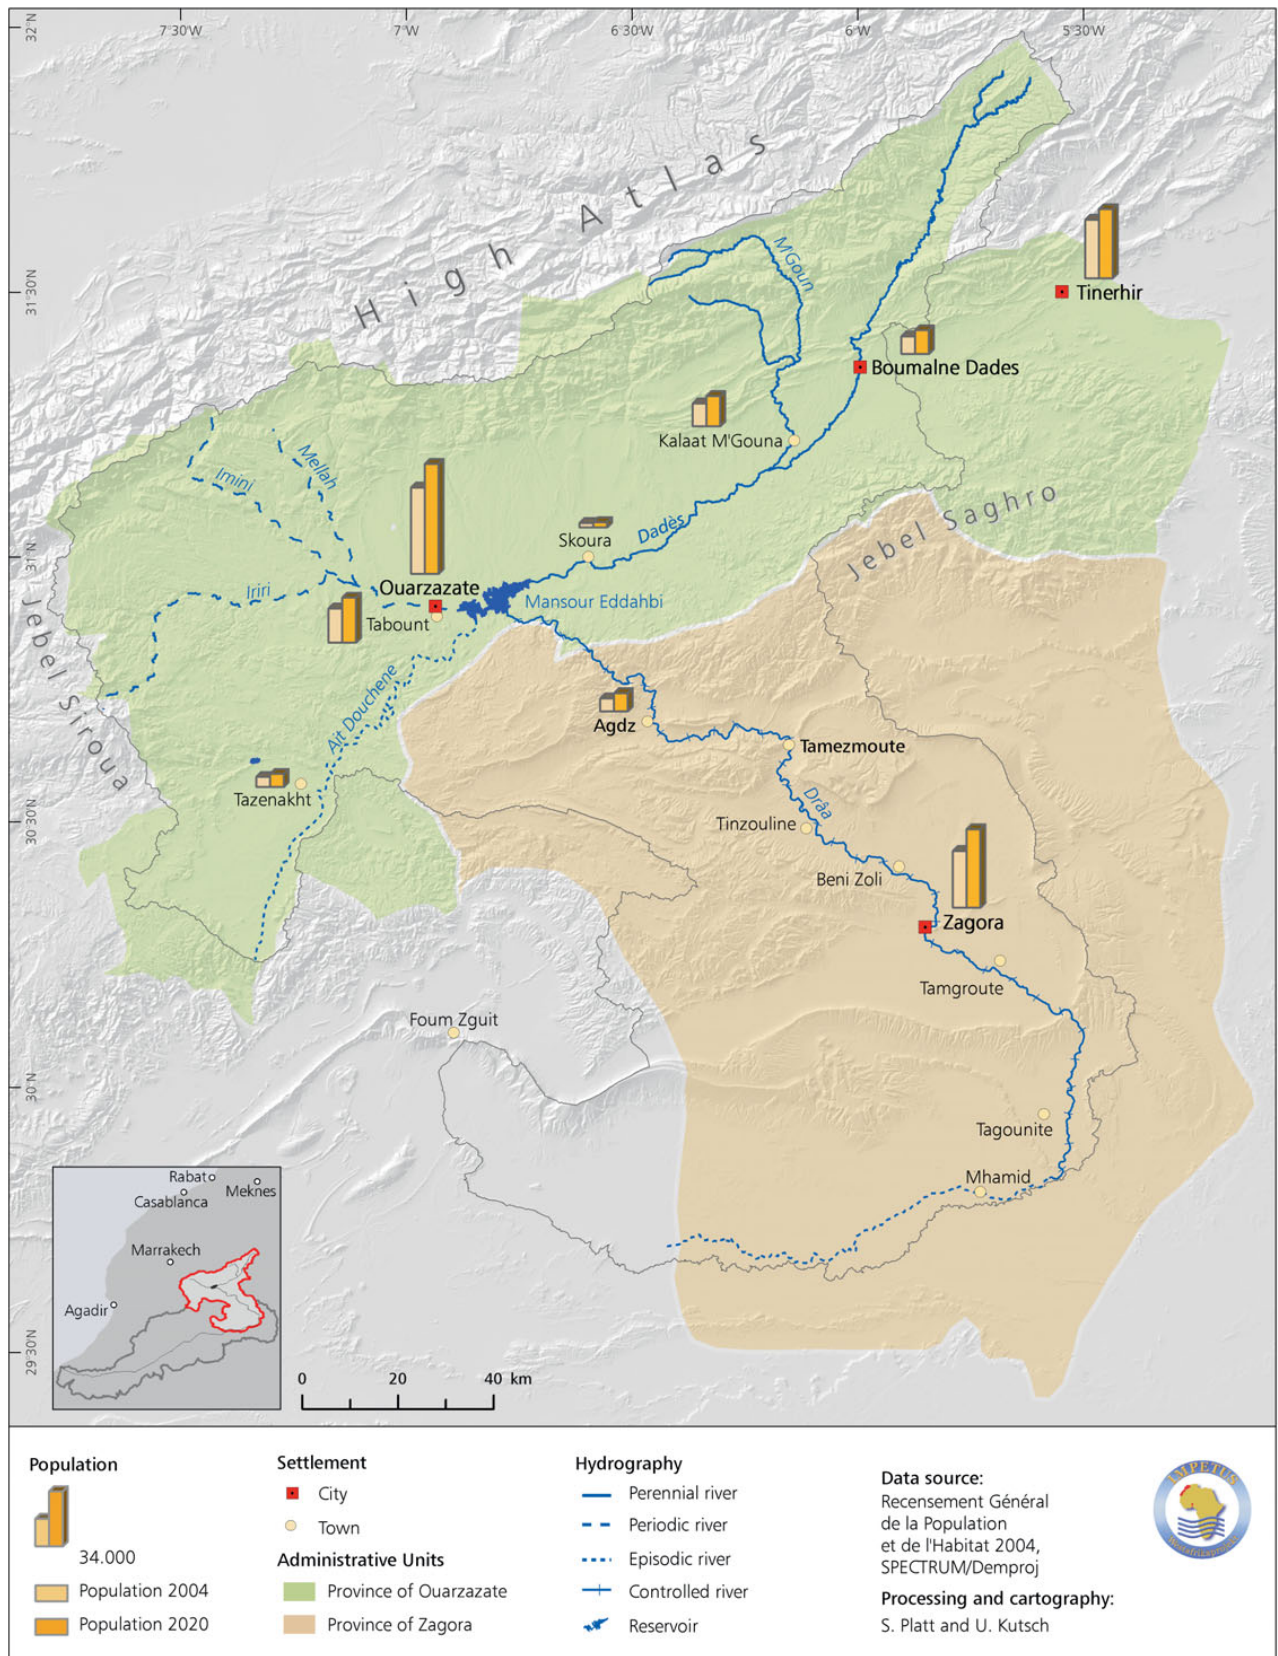 7°30'W
7°W
6°30'W
6°W
5°30'W
32°N
31°30'N
31°N
30°30'N
30°N
29°30'N
High Atlas
M'Goun
Tinerhir
Boumalne Dades
Kalaat M'Gouna
Mellah
Imini
Dadès
Skoura
Jebel Saghro
Iriri
Ouarzazate
Mansour Eddahbi
Tabount
Jebel Siroua
Ait Douchene
Agdz
Tamezmoute
Tazenakht
Drâa
Tinzouline
Beni Zoli
Zagora
Tamgroute
Foum Zguit
Tagounite
Mhamid
Rabat
Casablanca
Meknes
Marrakech
Agadir
0 20 40 km
Population
34.000
Population 2004
Population 2020
Settlement
City
Town
Administrative Units
Province of Ouarzazate
Province of Zagora
Hydrography
Perennial river
Periodic river
Episodic river
Controlled river
Reservoir
Data source:
Recensement Général
de la Population
et de l'Habitat 2004,
SPECTRUM/Demproj
Processing and cartography:
S. Platt and U. Kutsch
IMPETUS